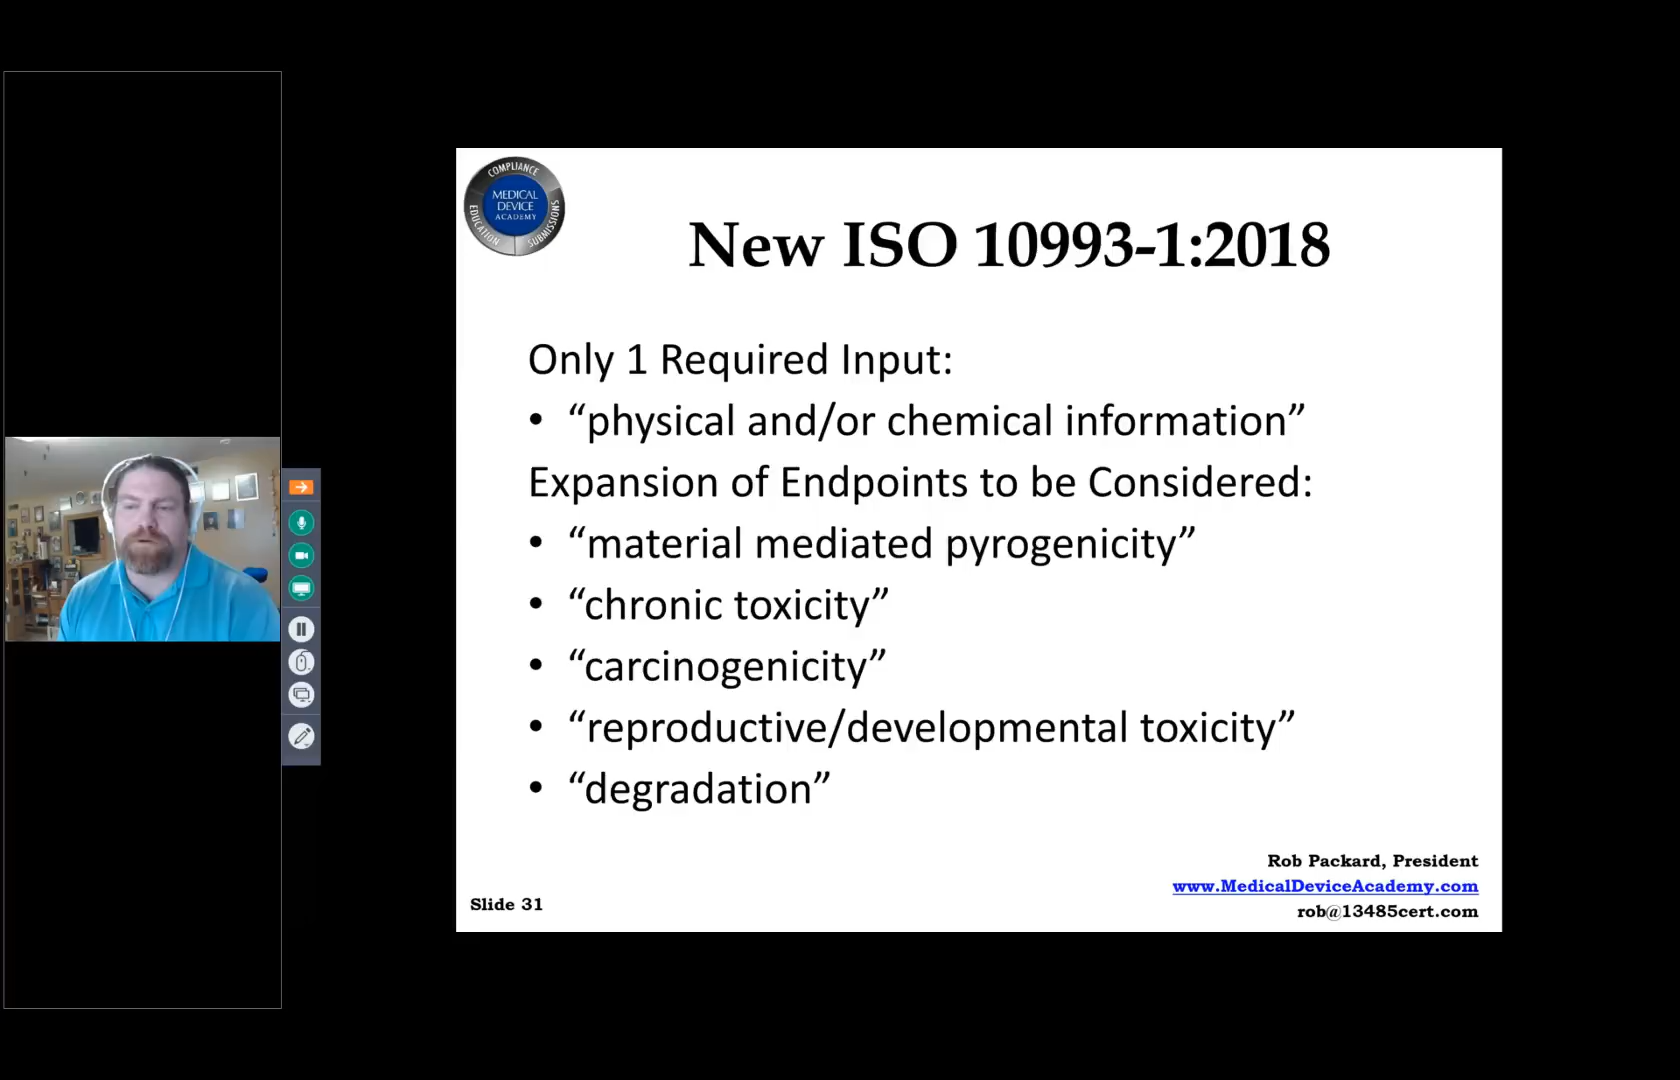 COMPLIANCE
MEDICAL
DEVICE
ACADEMY
EDUCATION
SUBMISSIONS
New ISO 10993-1:2018
Only 1 Required Input:
• “physical and/or chemical information”
Expansion of Endpoints to be Considered:
• “material mediated pyrogenicity”
• “chronic toxicity”
• “carcinogenicity”
• “reproductive/developmental toxicity”
• “degradation”
Rob Packard, President
www.MedicalDeviceAcademy.com
Slide 31
rob@13485cert.com